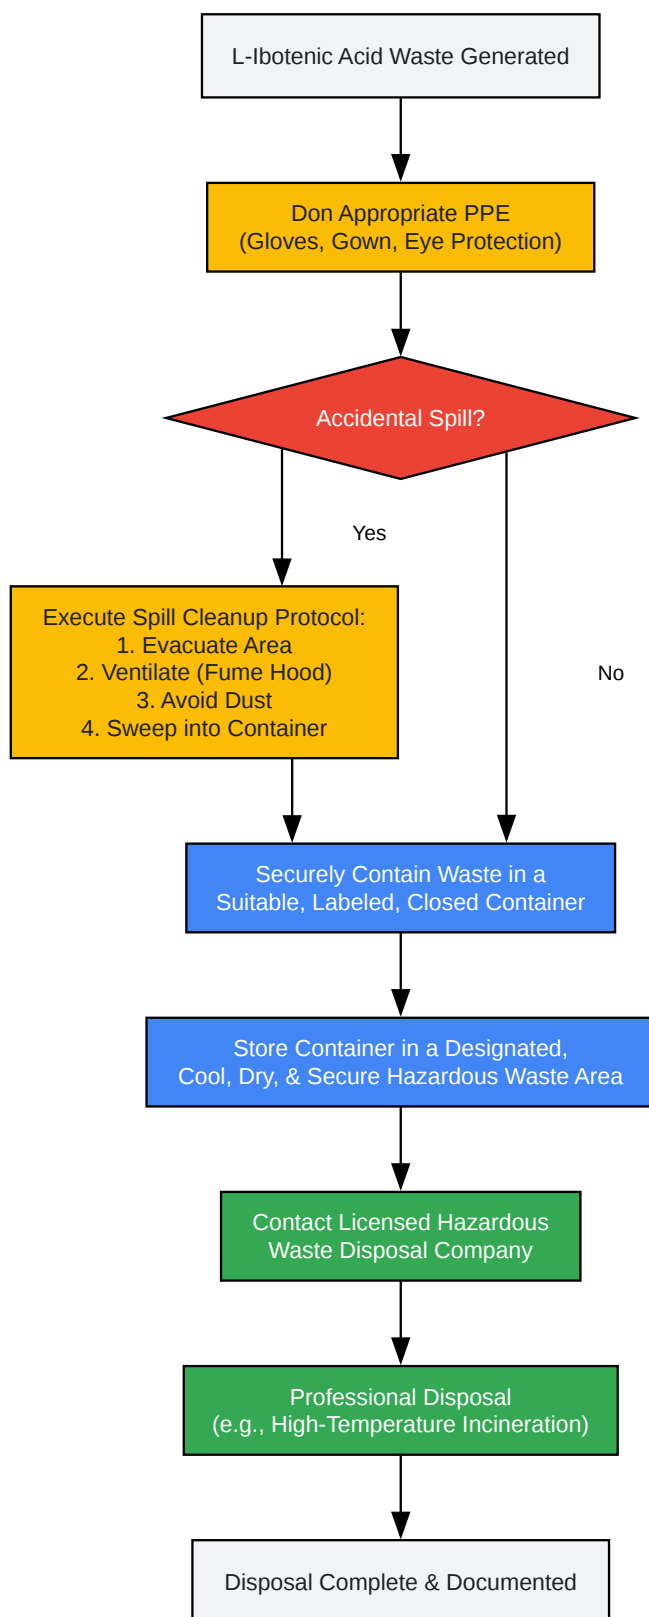 L-Ibotenic Acid Waste Generated
Don Appropriate PPE
(Gloves, Gown, Eye Protection)
Accidental Spill?
Yes
Execute Spill Cleanup Protocol:
1. Evacuate Area
2. Ventilate (Fume Hood)
3. Avoid Dust
4. Sweep into Container
No
Securely Contain Waste in a
Suitable, Labeled, Closed Container
Store Container in a Designated,
Cool, Dry, & Secure Hazardous Waste Area
Contact Licensed Hazardous
Waste Disposal Company
Professional Disposal
(e.g., High-Temperature Incineration)
Disposal Complete & Documented